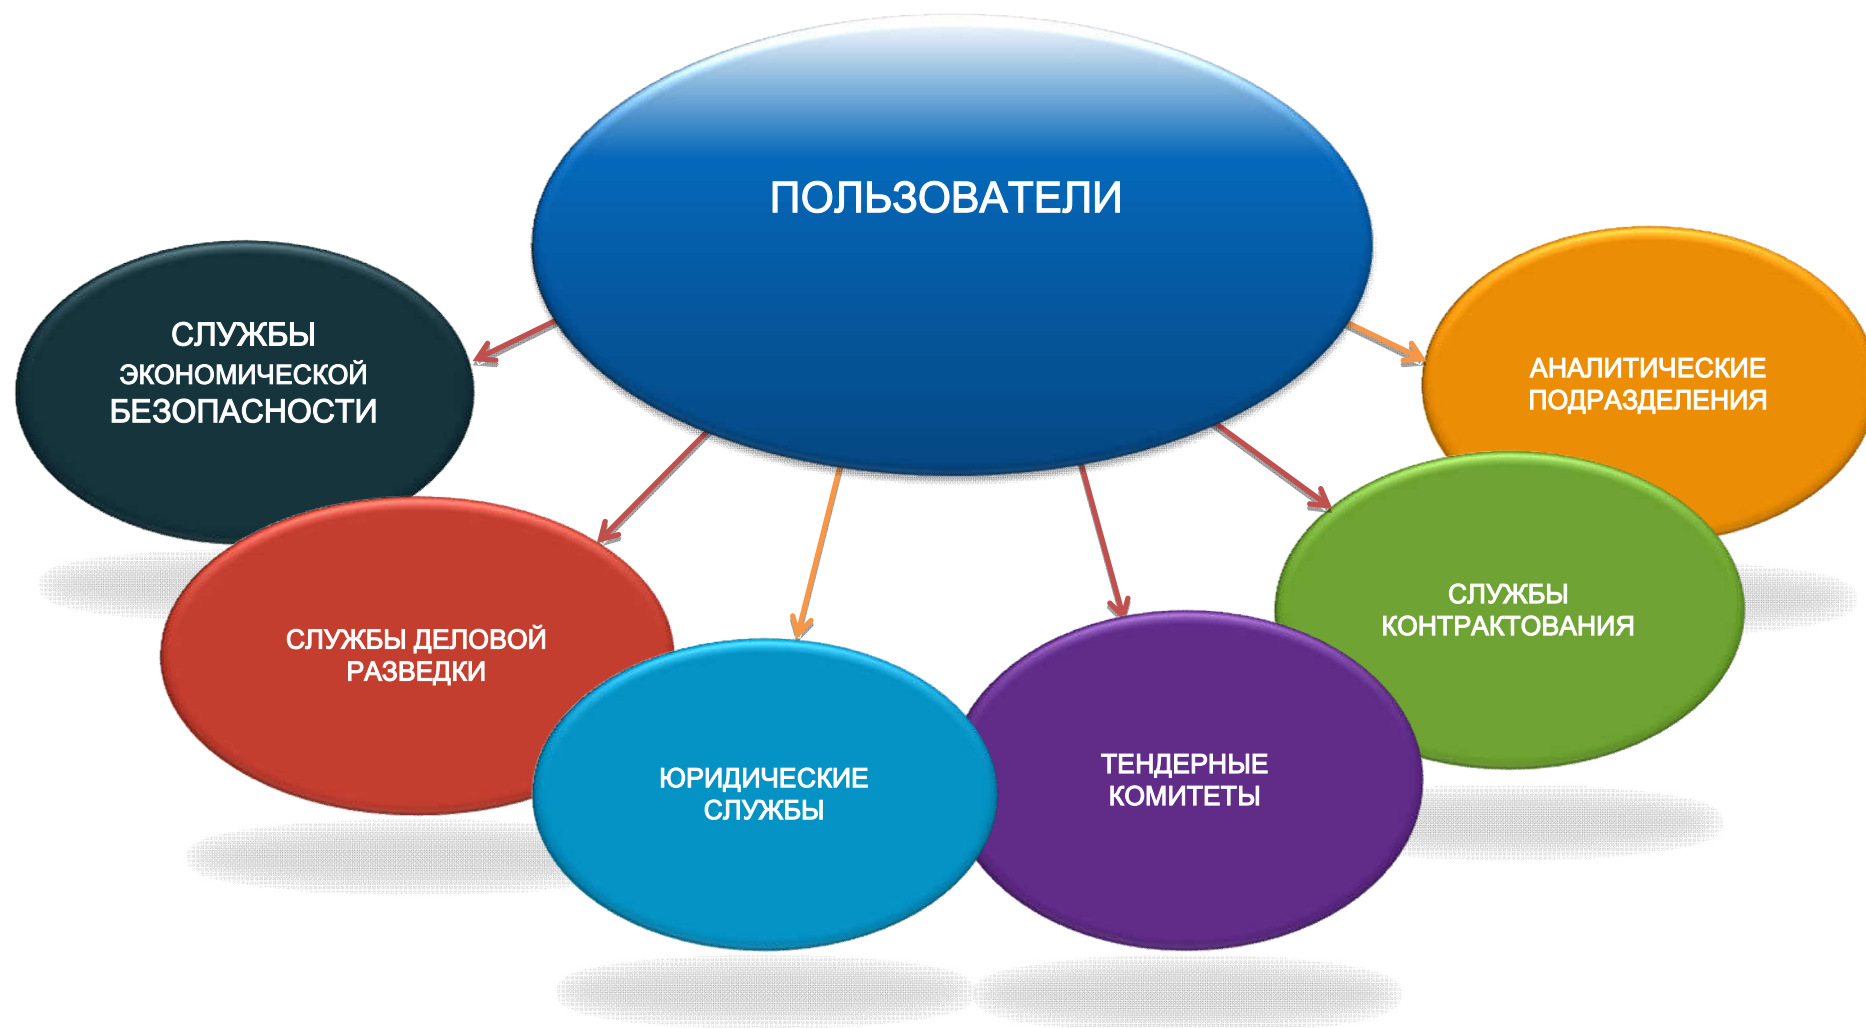 ПОЛЬЗОВАТЕЛИ
СЛУЖБЫ
ЭКОНОМИЧЕСКОЙ
БЕЗОПАСНОСТИ
СЛУЖБЫ ДЕЛОВОЙ
РАЗВЕДКИ
ЮРИДИЧЕСКИЕ
СЛУЖБЫ
ТЕНДЕРНЫЕ
КОМИТЕТЫ
СЛУЖБЫ
КОНТРАКТОВАНИЯ
АНАЛИТИЧЕСКИЕ
ПОДРАЗДЕЛЕНИЯ